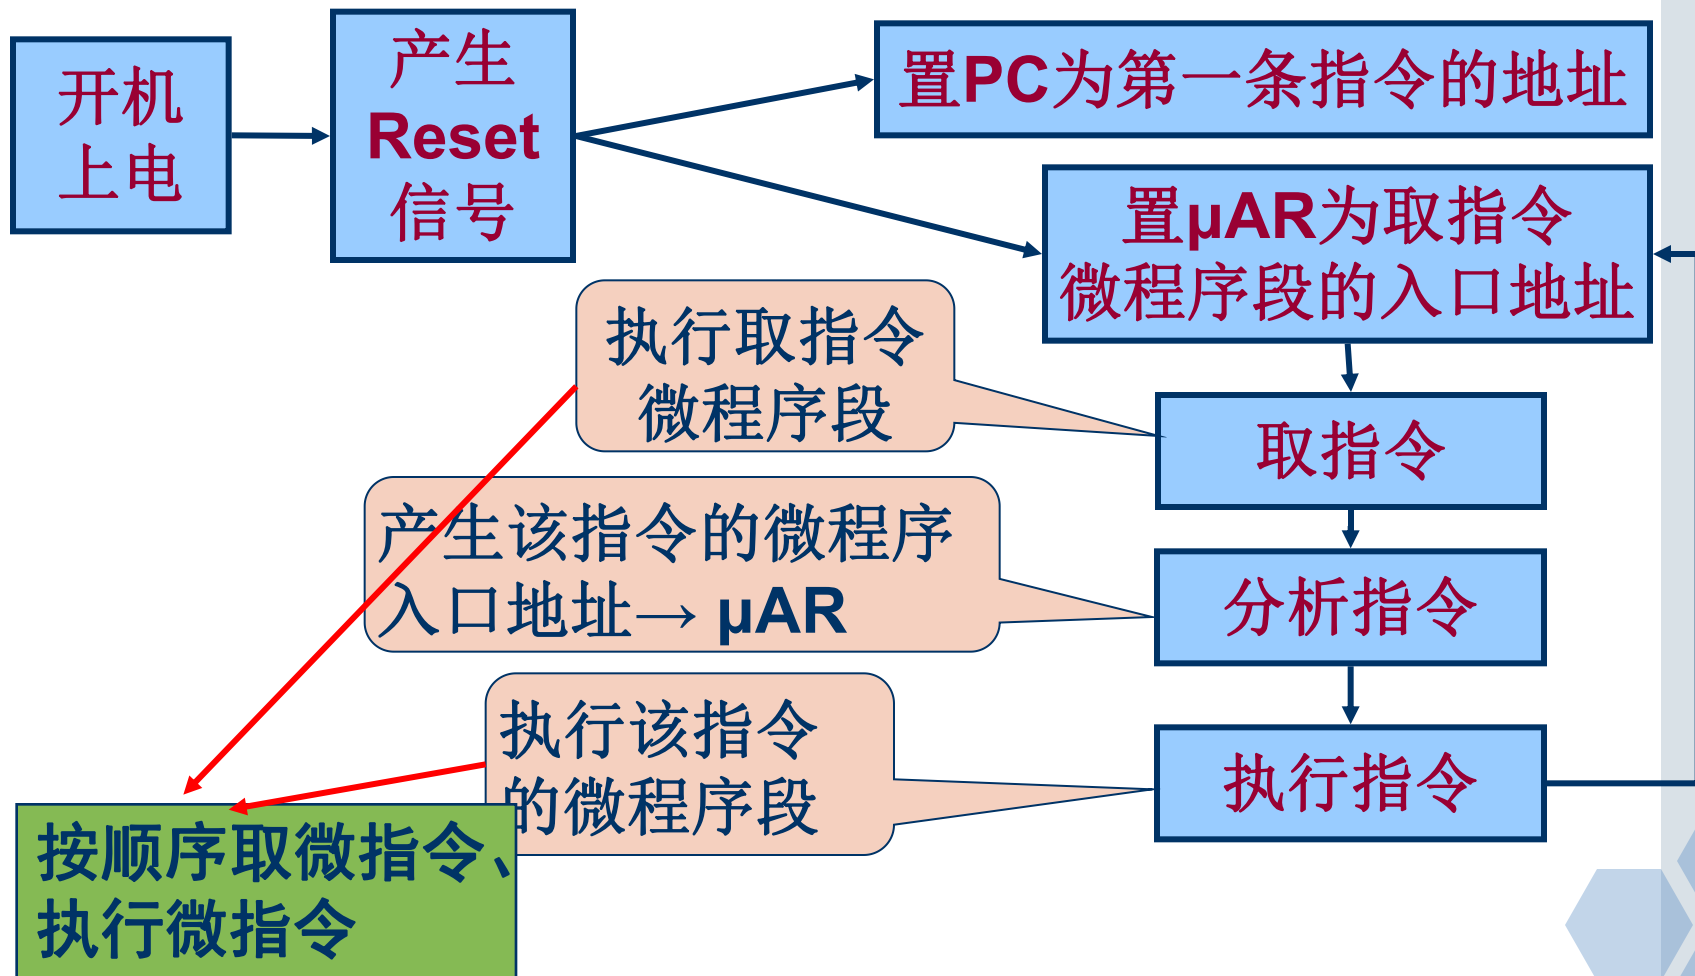 开机
上电
产生
Reset
信号
置PC为第一条指令的地址
置μAR为取指令
微程序段的入口地址
执行取指令
微程序段
取指令
产生该指令的微程序
入口地址→ μAR
分析指令
执行该指令
的微程序段
执行指令
按顺序取微指令、
执行微指令